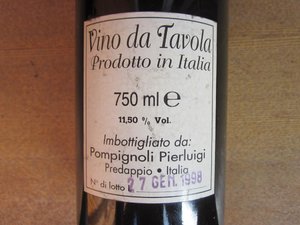 Vino da Tavola
Prodotto in Italia
750 ml e
11,50 % Vol.
Imbottigliato da:
Pompignoli Pierluigi
Predappio • Italia
N° di lotto 27 GEN. 1998